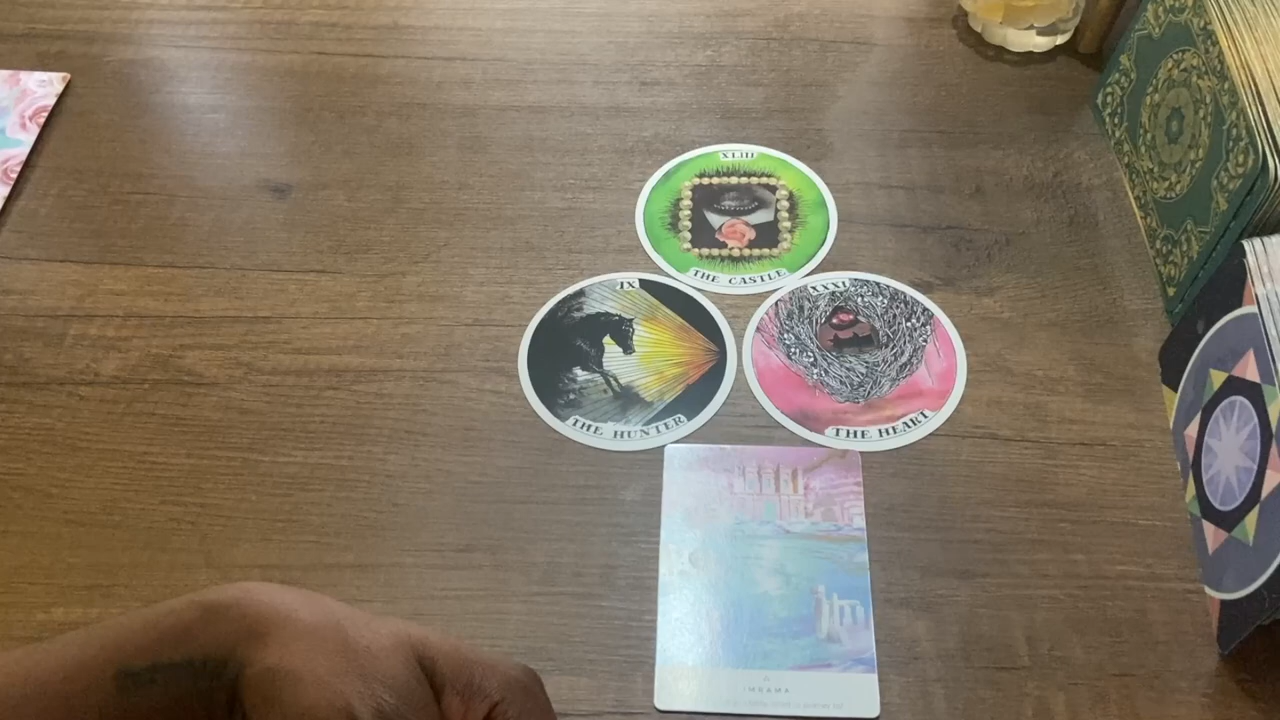 XLIII
THE CASTLE
IX
THE HUNTER
XXXI
THE HEART
IMRAMA